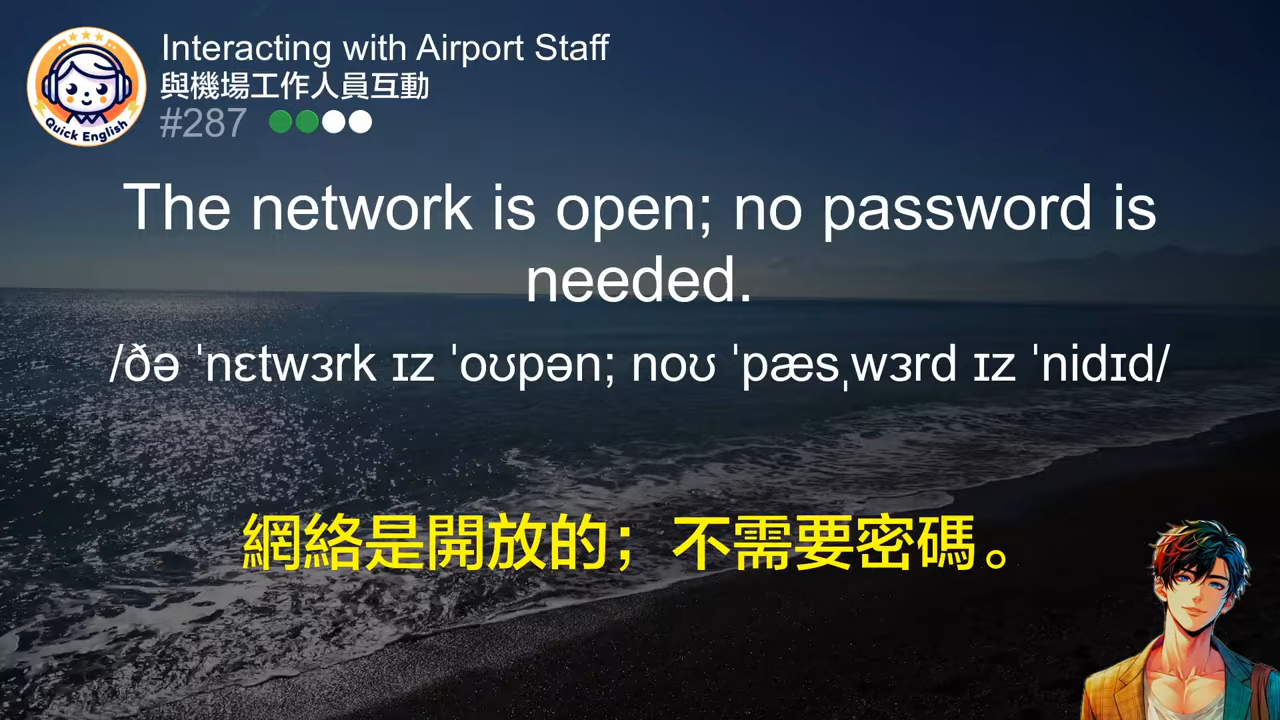 Quick English
Interacting with Airport Staff
與機場工作人員互動
#287
The network is open; no password is
needed.
/ðə ˈnɛtwɜrk ɪz ˈoʊpən; noʊ ˈpæsˌwɜrd ɪz ˈnidɪd/
網絡是開放的；不需要密碼。